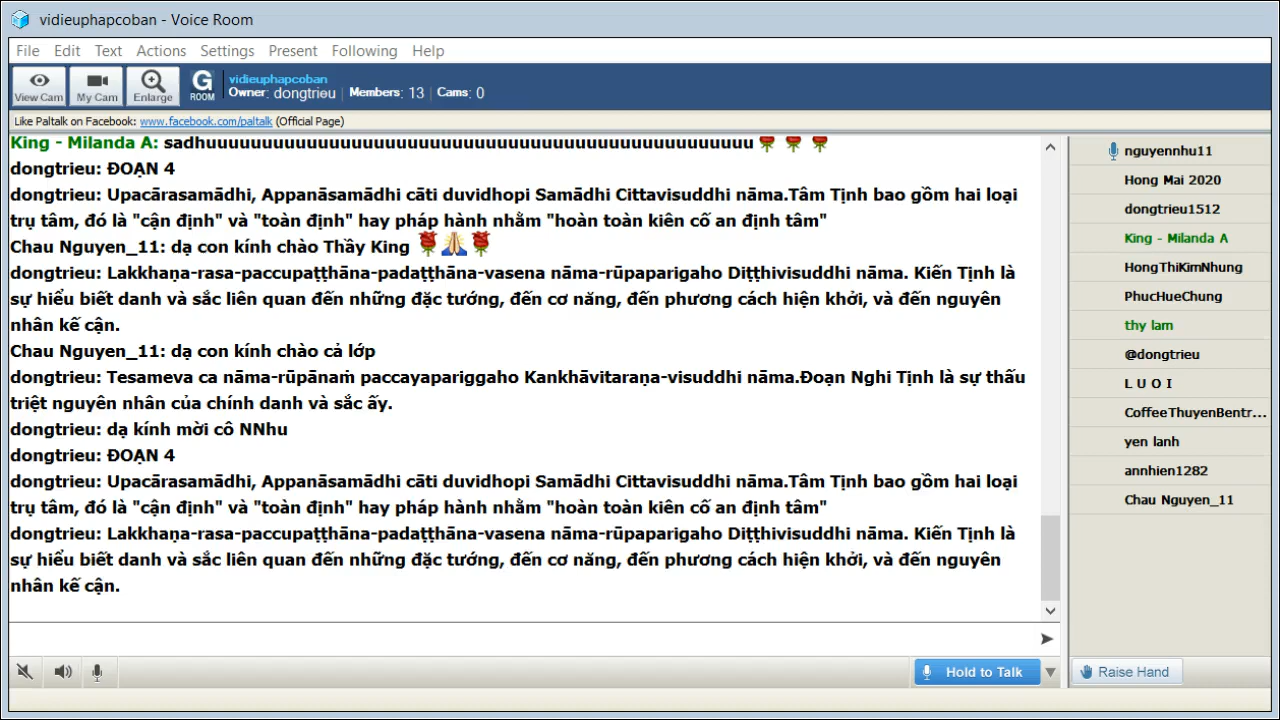 vidieuphapcoban - Voice Room
File Edit Text Actions Settings Present Following Help
View Cam My Cam Enlarge G ROOM
vidieuphapcoban
Owner: dongtrieu | Members: 13 | Cams: 0
Like Paltalk on Facebook: www.facebook.com/paltalk (Official Page)
King - Milanda A: sadhuuuuuuuuuuuuuuuuuuuuuuuuuuuuuuuuuuuuuuuuuuuuuuuuu
dongtrieu: ĐOẠN 4
dongtrieu: Upacārasamādhi, Appanāsamādhi cāti duvidhopi Samādhi Cittavisuddhi nāma.Tâm Tịnh bao gồm hai loại
trụ tâm, đó là "cận định" và "toàn định" hay pháp hành nhằm "hoàn toàn kiên cố an định tâm"
Chau Nguyen_11: dạ con kính chào Thầy King
dongtrieu: Lakkhaṇa-rasa-paccupaṭṭhāna-padaṭṭhāna-vasena nāma-rūpaparigaho Diṭṭhivisuddhi nāma. Kiến Tịnh là
sự hiểu biết danh và sắc liên quan đến những đặc tướng, đến cơ năng, đến phương cách hiện khởi, và đến nguyên
nhân kế cận.
Chau Nguyen_11: dạ con kính chào cả lớp
dongtrieu: Tesameva ca nāma-rūpānaṁ paccayapariggaho Kankhāvitaraṇa-visuddhi nāma.Đoạn Nghi Tịnh là sự thấu
triệt nguyên nhân của chính danh và sắc ấy.
dongtrieu: dạ kính mời cô NNhu
dongtrieu: ĐOẠN 4
dongtrieu: Upacārasamādhi, Appanāsamādhi cāti duvidhopi Samādhi Cittavisuddhi nāma.Tâm Tịnh bao gồm hai loại
trụ tâm, đó là "cận định" và "toàn định" hay pháp hành nhằm "hoàn toàn kiên cố an định tâm"
dongtrieu: Lakkhaṇa-rasa-paccupaṭṭhāna-padaṭṭhāna-vasena nāma-rūpaparigaho Diṭṭhivisuddhi nāma. Kiến Tịnh là
sự hiểu biết danh và sắc liên quan đến những đặc tướng, đến cơ năng, đến phương cách hiện khởi, và đến nguyên
nhân kế cận.
nguyennhu11
Hong Mai 2020
dongtrieu1512
King - Milanda A
HongThiKimNhung
PhucHueChung
thy lam
@dongtrieu
L U O I
CoffeeThuyenBentr...
yen lanh
annhien1282
Chau Nguyen_11
Hold to Talk
Raise Hand